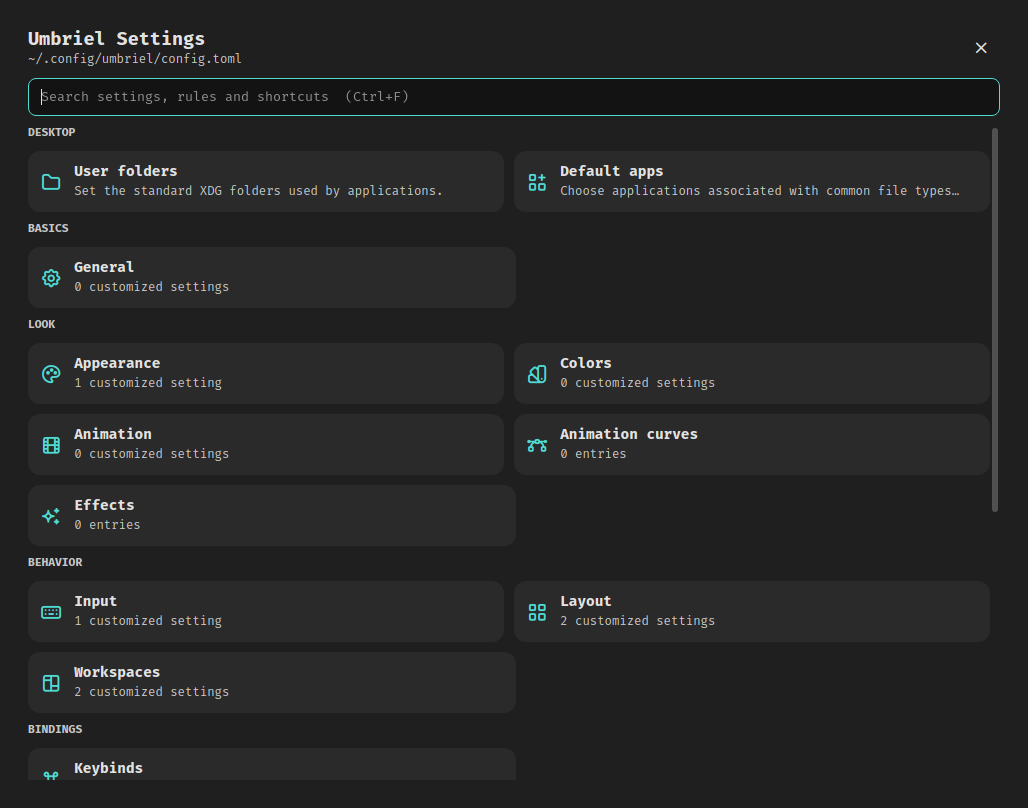 Umbriel Settings
~/.config/umbriel/config.toml
Search settings, rules and shortcuts  (Ctrl+F)
DESKTOP
User folders
Set the standard XDG folders used by applications.
Default apps
Choose applications associated with common file types…
BASICS
General
0 customized settings
LOOK
Appearance
1 customized setting
Colors
0 customized settings
Animation
0 customized settings
Animation curves
0 entries
Effects
0 entries
BEHAVIOR
Input
1 customized setting
Layout
2 customized settings
Workspaces
2 customized settings
BINDINGS
Keybinds